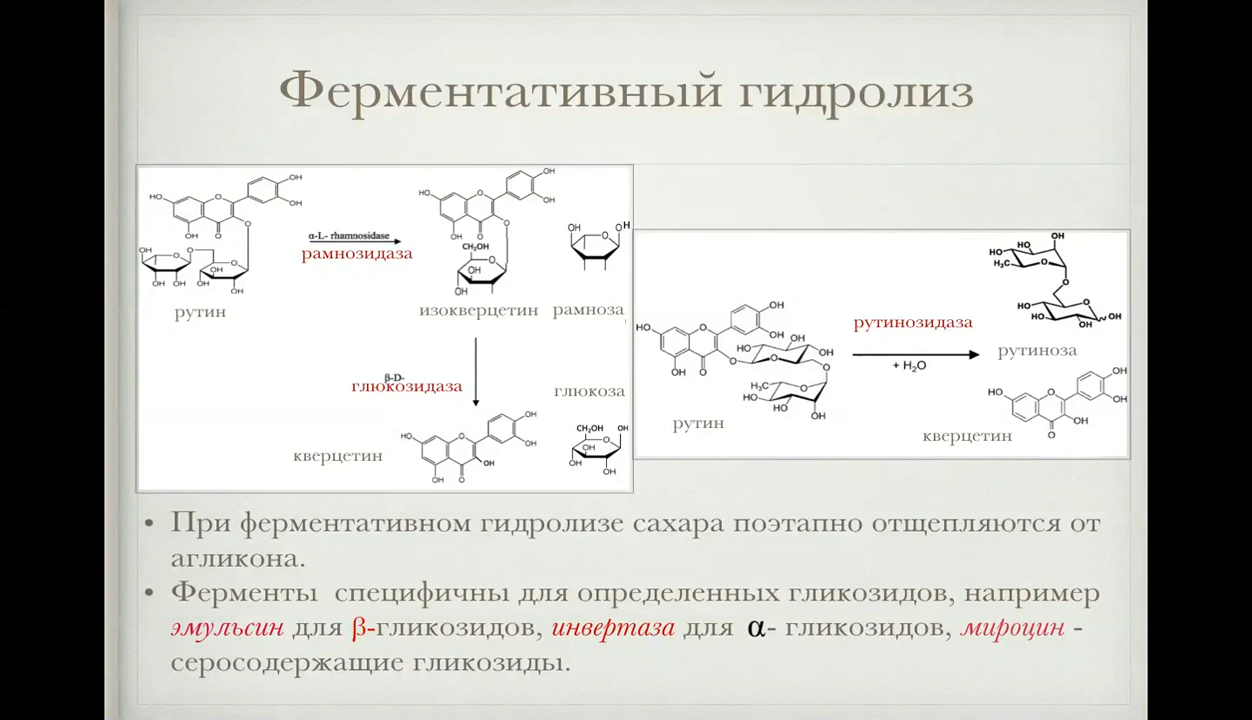 Ферментативный гидролиз
α-L- rhamnosidase
рамнозидаза
рутин
изокверцетин
рамноза
β-D-
глюкозидаза
глюкоза
кверцетин
рутинозидаза
+ H₂O
рутиноза
рутин
кверцетин
• При ферментативном гидролизе сахара поэтапно отщепляются от
агликона.
• Ферменты специфичны для определенных гликозидов, например
эмульсин для β-гликозидов, инвертаза для α- гликозидов, мироцин -
серосодержащие гликозиды.